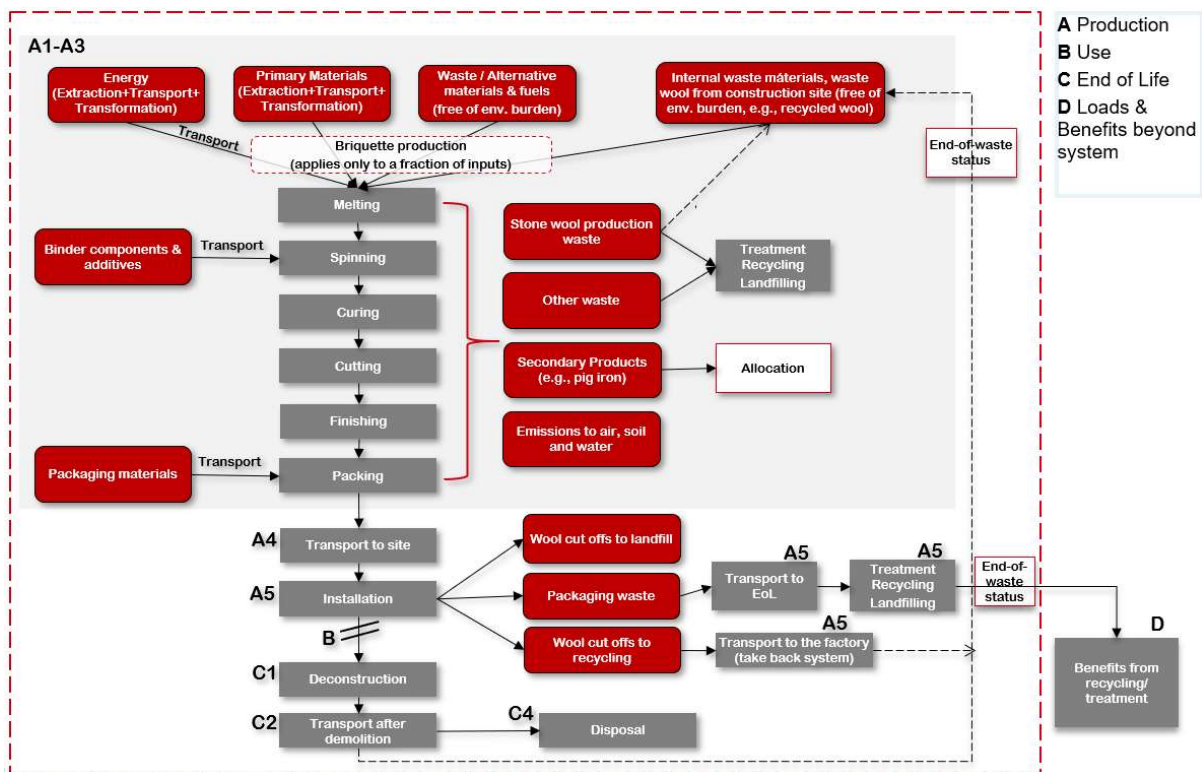 A1-A3
Energy
(Extraction+Transport+
Transformation)
Primary Materials
(Extraction+Transport+
Transformation)
Waste / Alternative
materials & fuels
(free of env. burden)
Internal waste materials, waste
wool from construction site (free of
env. burden, e.g., recycled wool)
A Production
B Use
C End of Life
D Loads &
Benefits beyond
system
Transport
Briquette production
(applies only to a fraction of inputs)
End-of-waste
status
Melting
Binder components &
additives
Transport
Spinning
Curing
Cutting
Finishing
Packaging materials
Transport
Packing
Stone wool production
waste
Treatment
Recycling
Landfilling
Other waste
Secondary Products
(e.g., pig iron)
Allocation
Emissions to air, soil
and water
A4
Transport to site
A5
Installation
Wool cut offs to landfill
Packaging waste
A5
Transport to
EoL
A5
Treatment
Recycling
Landfilling
End-of-
waste
status
B
Wool cut offs to
recycling
A5
Transport to the factory
(take back system)
D
Benefits from
recycling/
treatment
C1
Deconstruction
C2
Transport after
demolition
C4
Disposal